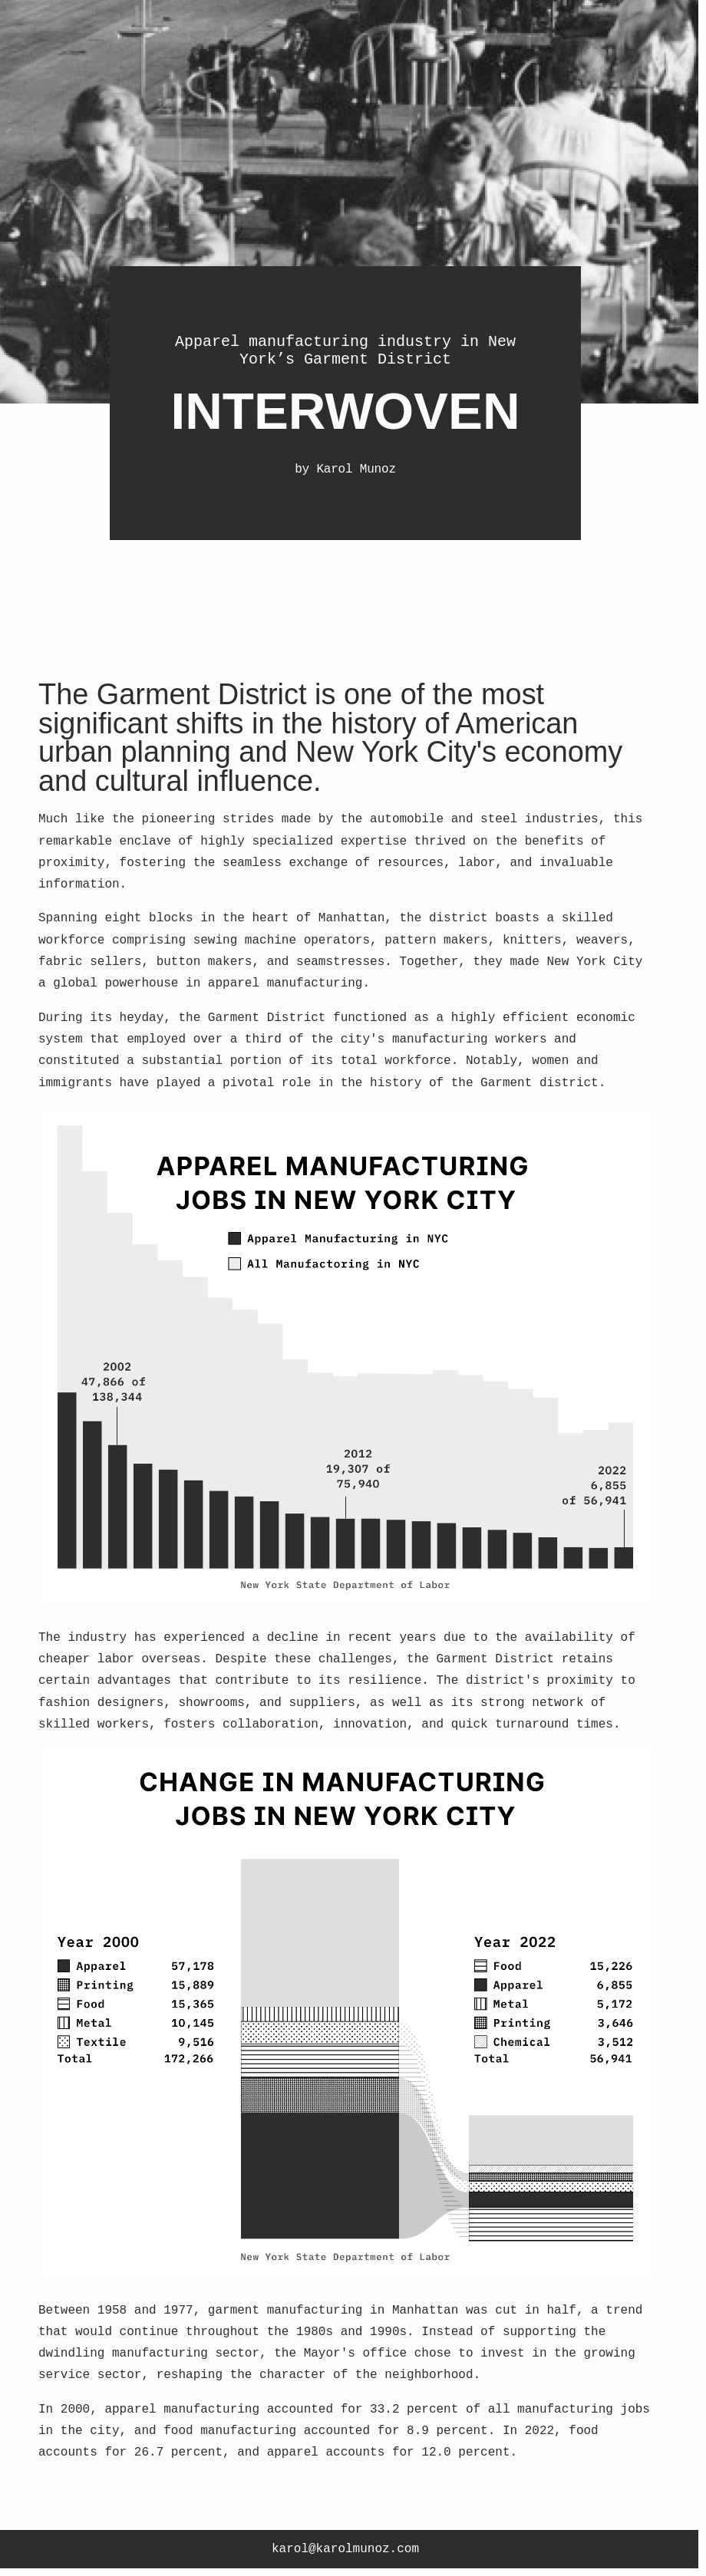 Apparel manufacturing industry in New
York’s Garment District
INTERWOVEN
by Karol Munoz
The Garment District is one of the most
significant shifts in the history of American
urban planning and New York City's economy
and cultural influence.
Much like the pioneering strides made by the automobile and steel industries, this
remarkable enclave of highly specialized expertise thrived on the benefits of
proximity, fostering the seamless exchange of resources, labor, and invaluable
information.
Spanning eight blocks in the heart of Manhattan, the district boasts a skilled
workforce comprising sewing machine operators, pattern makers, knitters, weavers,
fabric sellers, button makers, and seamstresses. Together, they made New York City
a global powerhouse in apparel manufacturing.
During its heyday, the Garment District functioned as a highly efficient economic
system that employed over a third of the city's manufacturing workers and
constituted a substantial portion of its total workforce. Notably, women and
immigrants have played a pivotal role in the history of the Garment district.
APPAREL MANUFACTURING
JOBS IN NEW YORK CITY
Apparel Manufacturing in NYC
All Manufactoring in NYC
2002
47,866 of
138,344
2012
19,307 of
75,940
2022
6,855
of 56,941
New York State Department of Labor
The industry has experienced a decline in recent years due to the availability of
cheaper labor overseas. Despite these challenges, the Garment District retains
certain advantages that contribute to its resilience. The district's proximity to
fashion designers, showrooms, and suppliers, as well as its strong network of
skilled workers, fosters collaboration, innovation, and quick turnaround times.
CHANGE IN MANUFACTURING
JOBS IN NEW YORK CITY
Year 2000
Apparel 57,178
Printing 15,889
Food 15,365
Metal 10,145
Textile 9,516
Total 172,266
Year 2022
Food 15,226
Apparel 6,855
Metal 5,172
Printing 3,646
Chemical 3,512
Total 56,941
New York State Department of Labor
Between 1958 and 1977, garment manufacturing in Manhattan was cut in half, a trend
that would continue throughout the 1980s and 1990s. Instead of supporting the
dwindling manufacturing sector, the Mayor's office chose to invest in the growing
service sector, reshaping the character of the neighborhood.
In 2000, apparel manufacturing accounted for 33.2 percent of all manufacturing jobs
in the city, and food manufacturing accounted for 8.9 percent. In 2022, food
accounts for 26.7 percent, and apparel accounts for 12.0 percent.
karol@karolmunoz.com